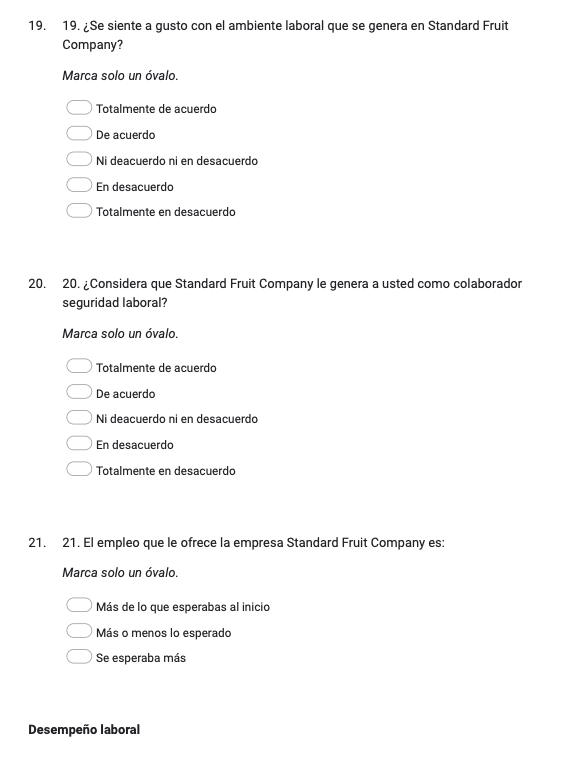 19. 19. ¿Se siente a gusto con el ambiente laboral que se genera en Standard Fruit
Company?
Marca solo un óvalo.
Totalmente de acuerdo
De acuerdo
Ni deacuerdo ni en desacuerdo
En desacuerdo
Totalmente en desacuerdo
20. 20. ¿Considera que Standard Fruit Company le genera a usted como colaborador
seguridad laboral?
Marca solo un óvalo.
Totalmente de acuerdo
De acuerdo
Ni deacuerdo ni en desacuerdo
En desacuerdo
Totalmente en desacuerdo
21. 21. El empleo que le ofrece la empresa Standard Fruit Company es:
Marca solo un óvalo.
Más de lo que esperabas al inicio
Más o menos lo esperado
Se esperaba más
Desempeño laboral